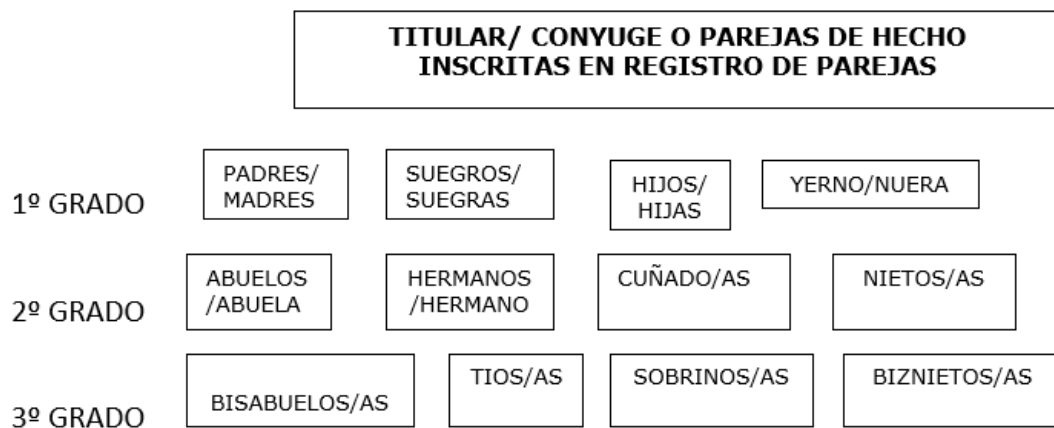 TITULAR/ CONYUGE O PAREJAS DE HECHO
INSCRITAS EN REGISTRO DE PAREJAS
1º GRADO
PADRES/
MADRES
SUEGROS/
SUEGRAS
HIJOS/
HIJAS
YERNO/NUERA
2º GRADO
ABUELOS
/ABUELA
HERMANOS
/HERMANO
CUÑADO/AS
NIETOS/AS
3º GRADO
BISABUELOS/AS
TIOS/AS
SOBRINOS/AS
BIZNIETOS/AS